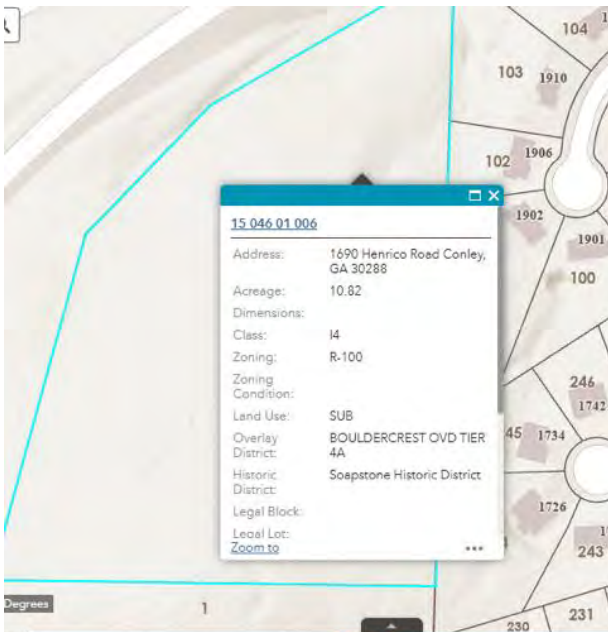 104
103
1910
102
1906
15 046 01 006
Address:
1690 Henrico Road Conley,
GA 30288
Acreage:
10.82
Dimensions:
Class:
I4
Zoning:
R-100
Zoning
Condition:
Land Use:
SUB
Overlay
District:
BOULDERCREST OVD TIER
4A
Historic
District:
Soapstone Historic District
Legal Block:
Legal Lot:
Zoom to
1902
1901
100
246
1742
45
1734
1726
243
Degrees
1
230
231